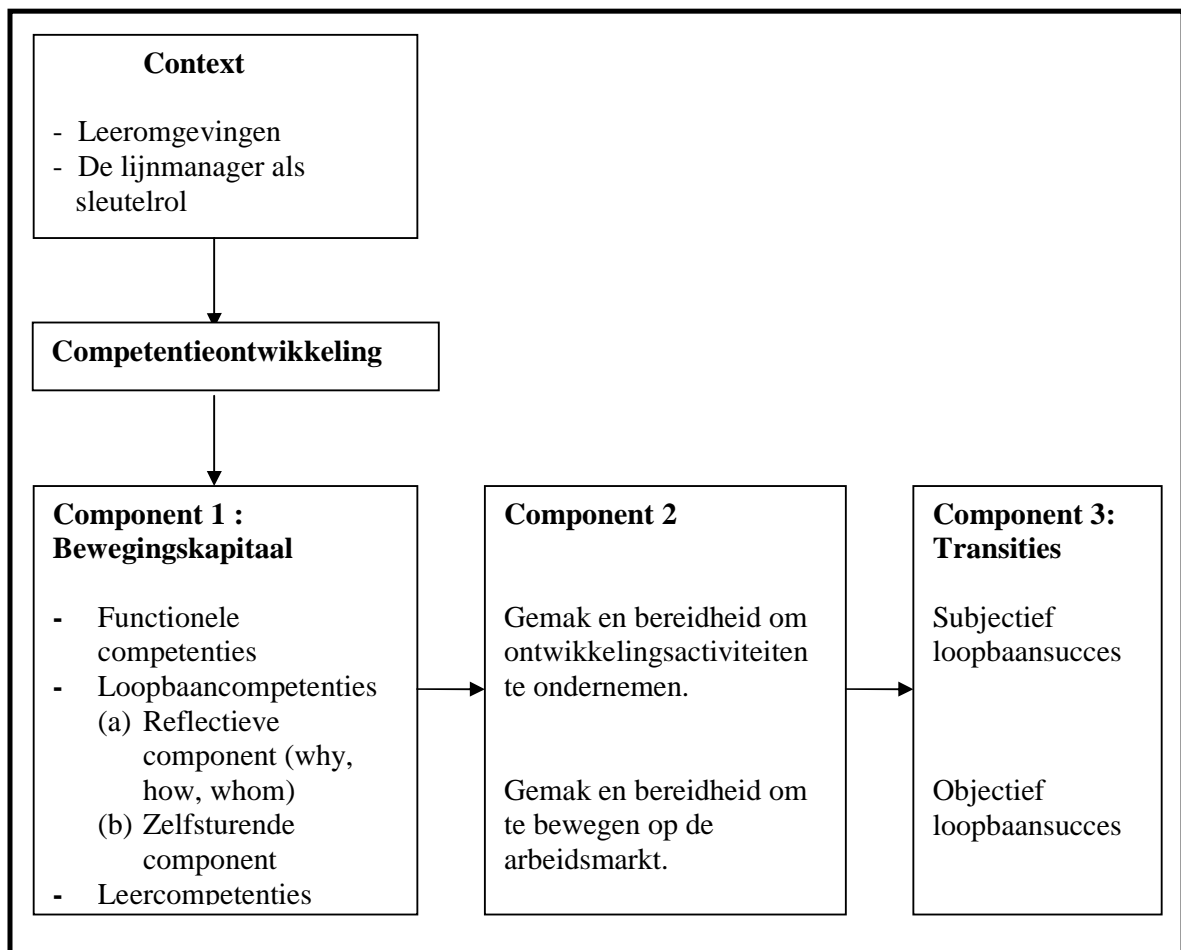 Context
- Leeromgevingen
- De lijnmanager als
sleutelrol
Competentieontwikkeling
Component 1 :
Bewegingskapitaal
- Functionele
competenties
- Loopbaancompetenties
(a) Reflectieve
component (why,
how, whom)
(b) Zelfsturende
component
- Leercompetenties
Component 2
Gemak en bereidheid om
ontwikkelingsactiviteiten
te ondernemen.
Gemak en bereidheid om
te bewegen op de
arbeidsmarkt.
Component 3:
Transities
Subjectief
loopbaansucces
Objectief
loopbaansucces